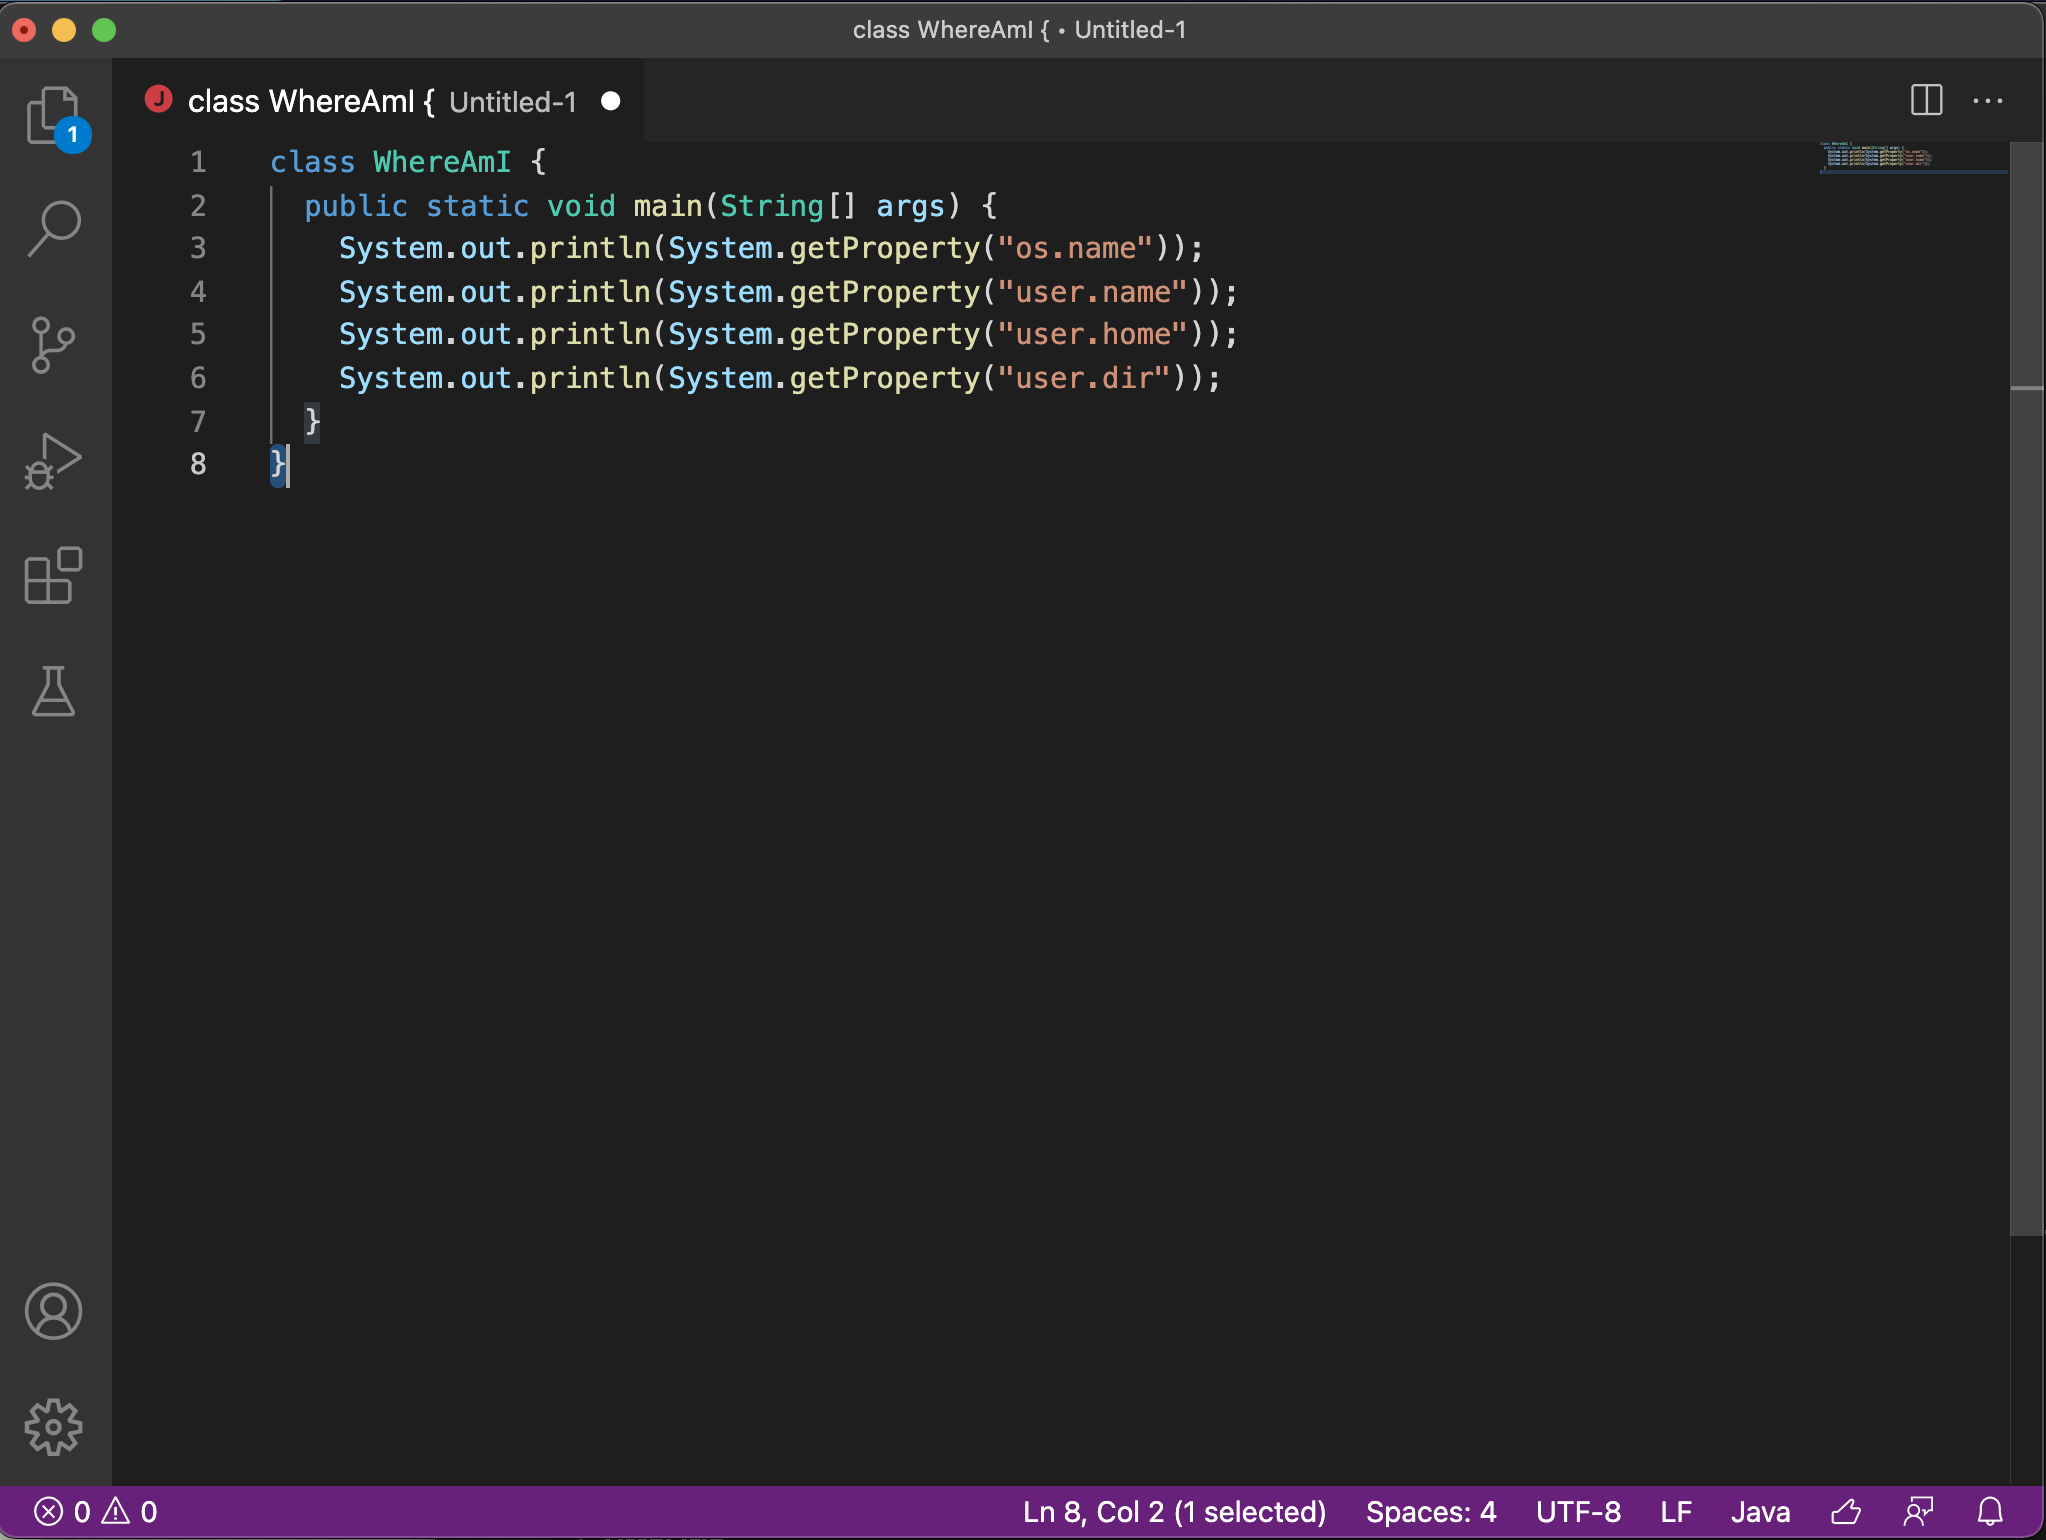 class WhereAmI { • Untitled-1
J class WhereAmI { Untitled-1
1
1 class WhereAmI {
2 public static void main(String[] args) {
3 System.out.println(System.getProperty("os.name"));
4 System.out.println(System.getProperty("user.name"));
5 System.out.println(System.getProperty("user.home"));
6 System.out.println(System.getProperty("user.dir"));
7 }
8 }
0 0 Ln 8, Col 2 (1 selected) Spaces: 4 UTF-8 LF Java